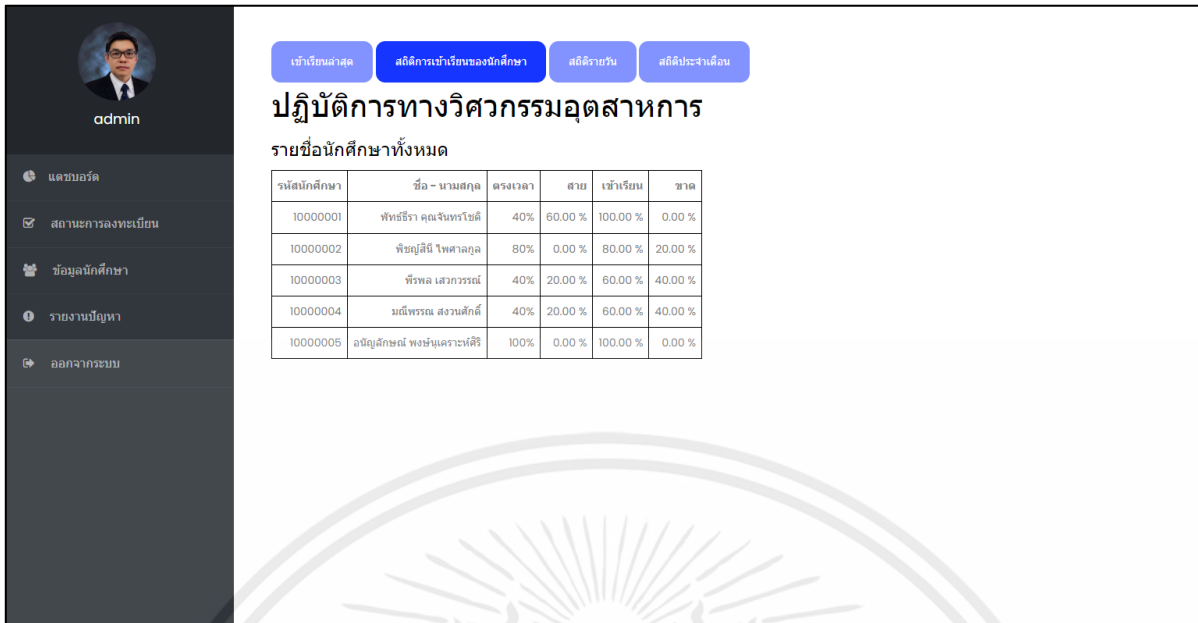 admin
แดชบอร์ด
สถานะการลงทะเบียน
ข้อมูลนักศึกษา
รายงานปัญหา
ออกจากระบบ
เข้าเรียนล่าสุด สถิติการเข้าเรียนของนักศึกษา สถิติรายวัน สถิติประจำเดือน
ปฏิบัติการทางวิศวกรรมอุตสาหการ
รายชื่อนักศึกษาทั้งหมด
รหัสนักศึกษา ชื่อ - นามสกุล ตรงเวลา สาย เข้าเรียน ขาด
10000001 พัทธ์ธีรา คุณจันทรโชติ 40% 60.00 % 100.00 % 0.00 %
10000002 พิชญ์สินี ไพศาลกุล 80% 0.00 % 80.00 % 20.00 %
10000003 พีรพล เสวกวรรณ์ 40% 20.00 % 60.00 % 40.00 %
10000004 มณีพรรณ สงวนศักดิ์ 40% 20.00 % 60.00 % 40.00 %
10000005 อนัญลักษณ์ พงษ์นุเคราะห์ศิริ 100% 0.00 % 100.00 % 0.00 %